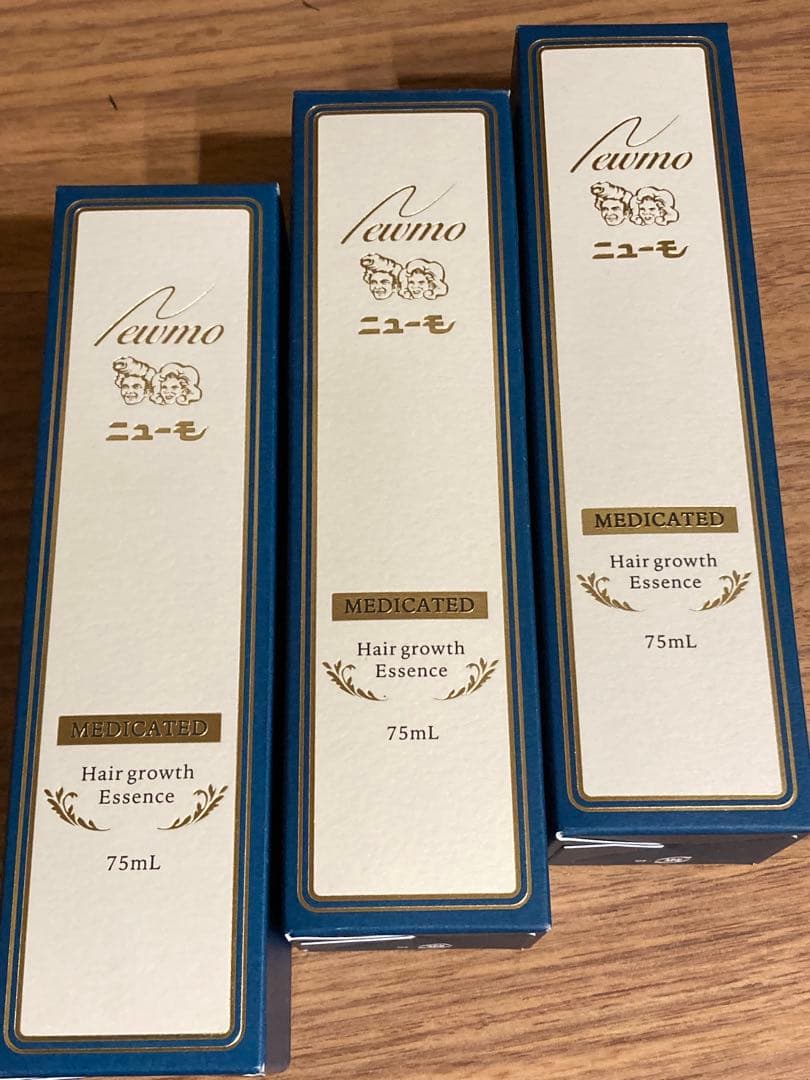 Newmo
ニューモ
MEDICATED
Hair growth
Essence
75mL
Newmo
ニューモ
MEDICATED
Hair growth
Essence
75mL
Newmo
ニューモ
MEDICATED
Hair growth
Essence
75mL